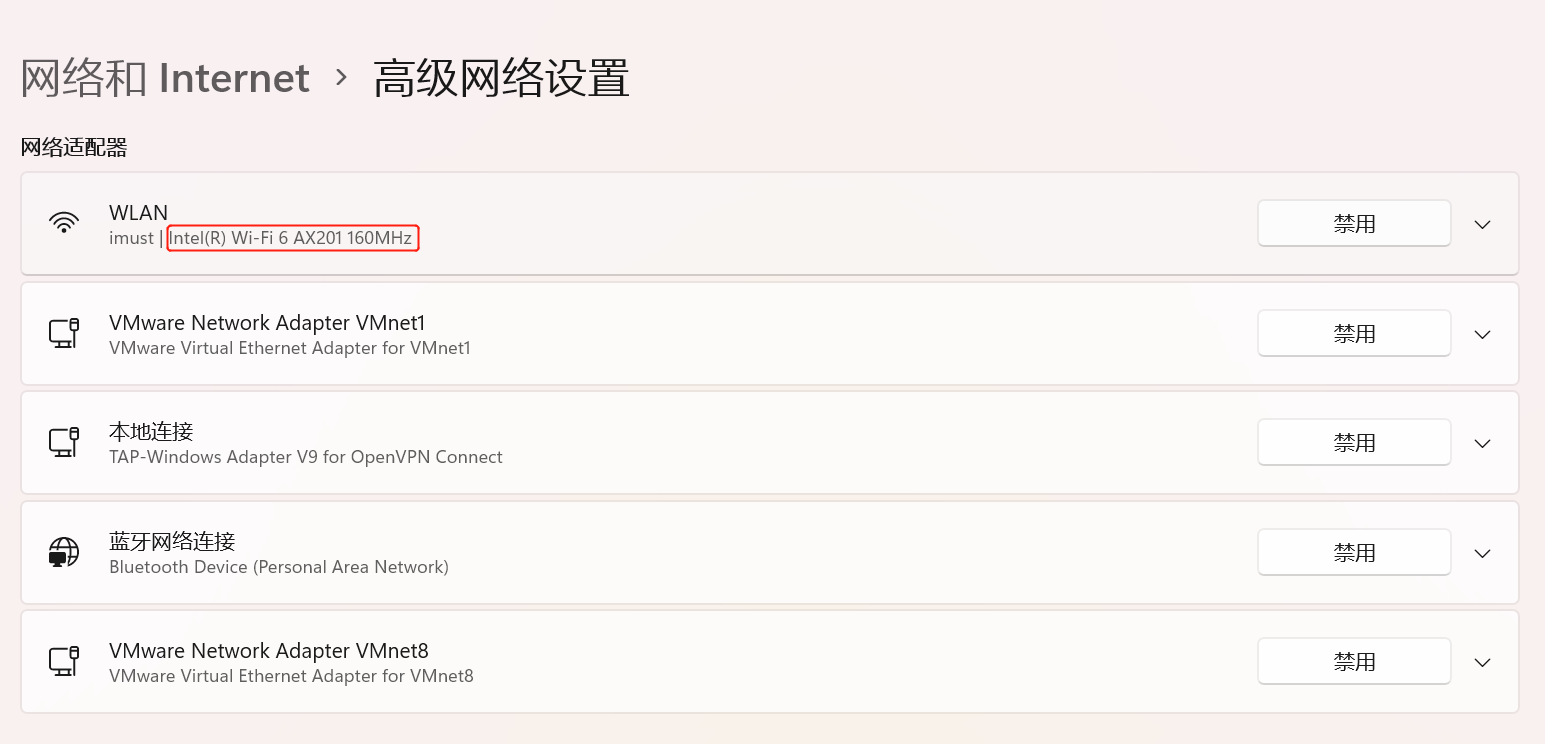 网络和 Internet › 高级网络设置
网络适配器
WLAN
imust | Intel(R) Wi-Fi 6 AX201 160MHz
禁用
VMware Network Adapter VMnet1
VMware Virtual Ethernet Adapter for VMnet1
禁用
本地连接
TAP-Windows Adapter V9 for OpenVPN Connect
禁用
蓝牙网络连接
Bluetooth Device (Personal Area Network)
禁用
VMware Network Adapter VMnet8
VMware Virtual Ethernet Adapter for VMnet8
禁用